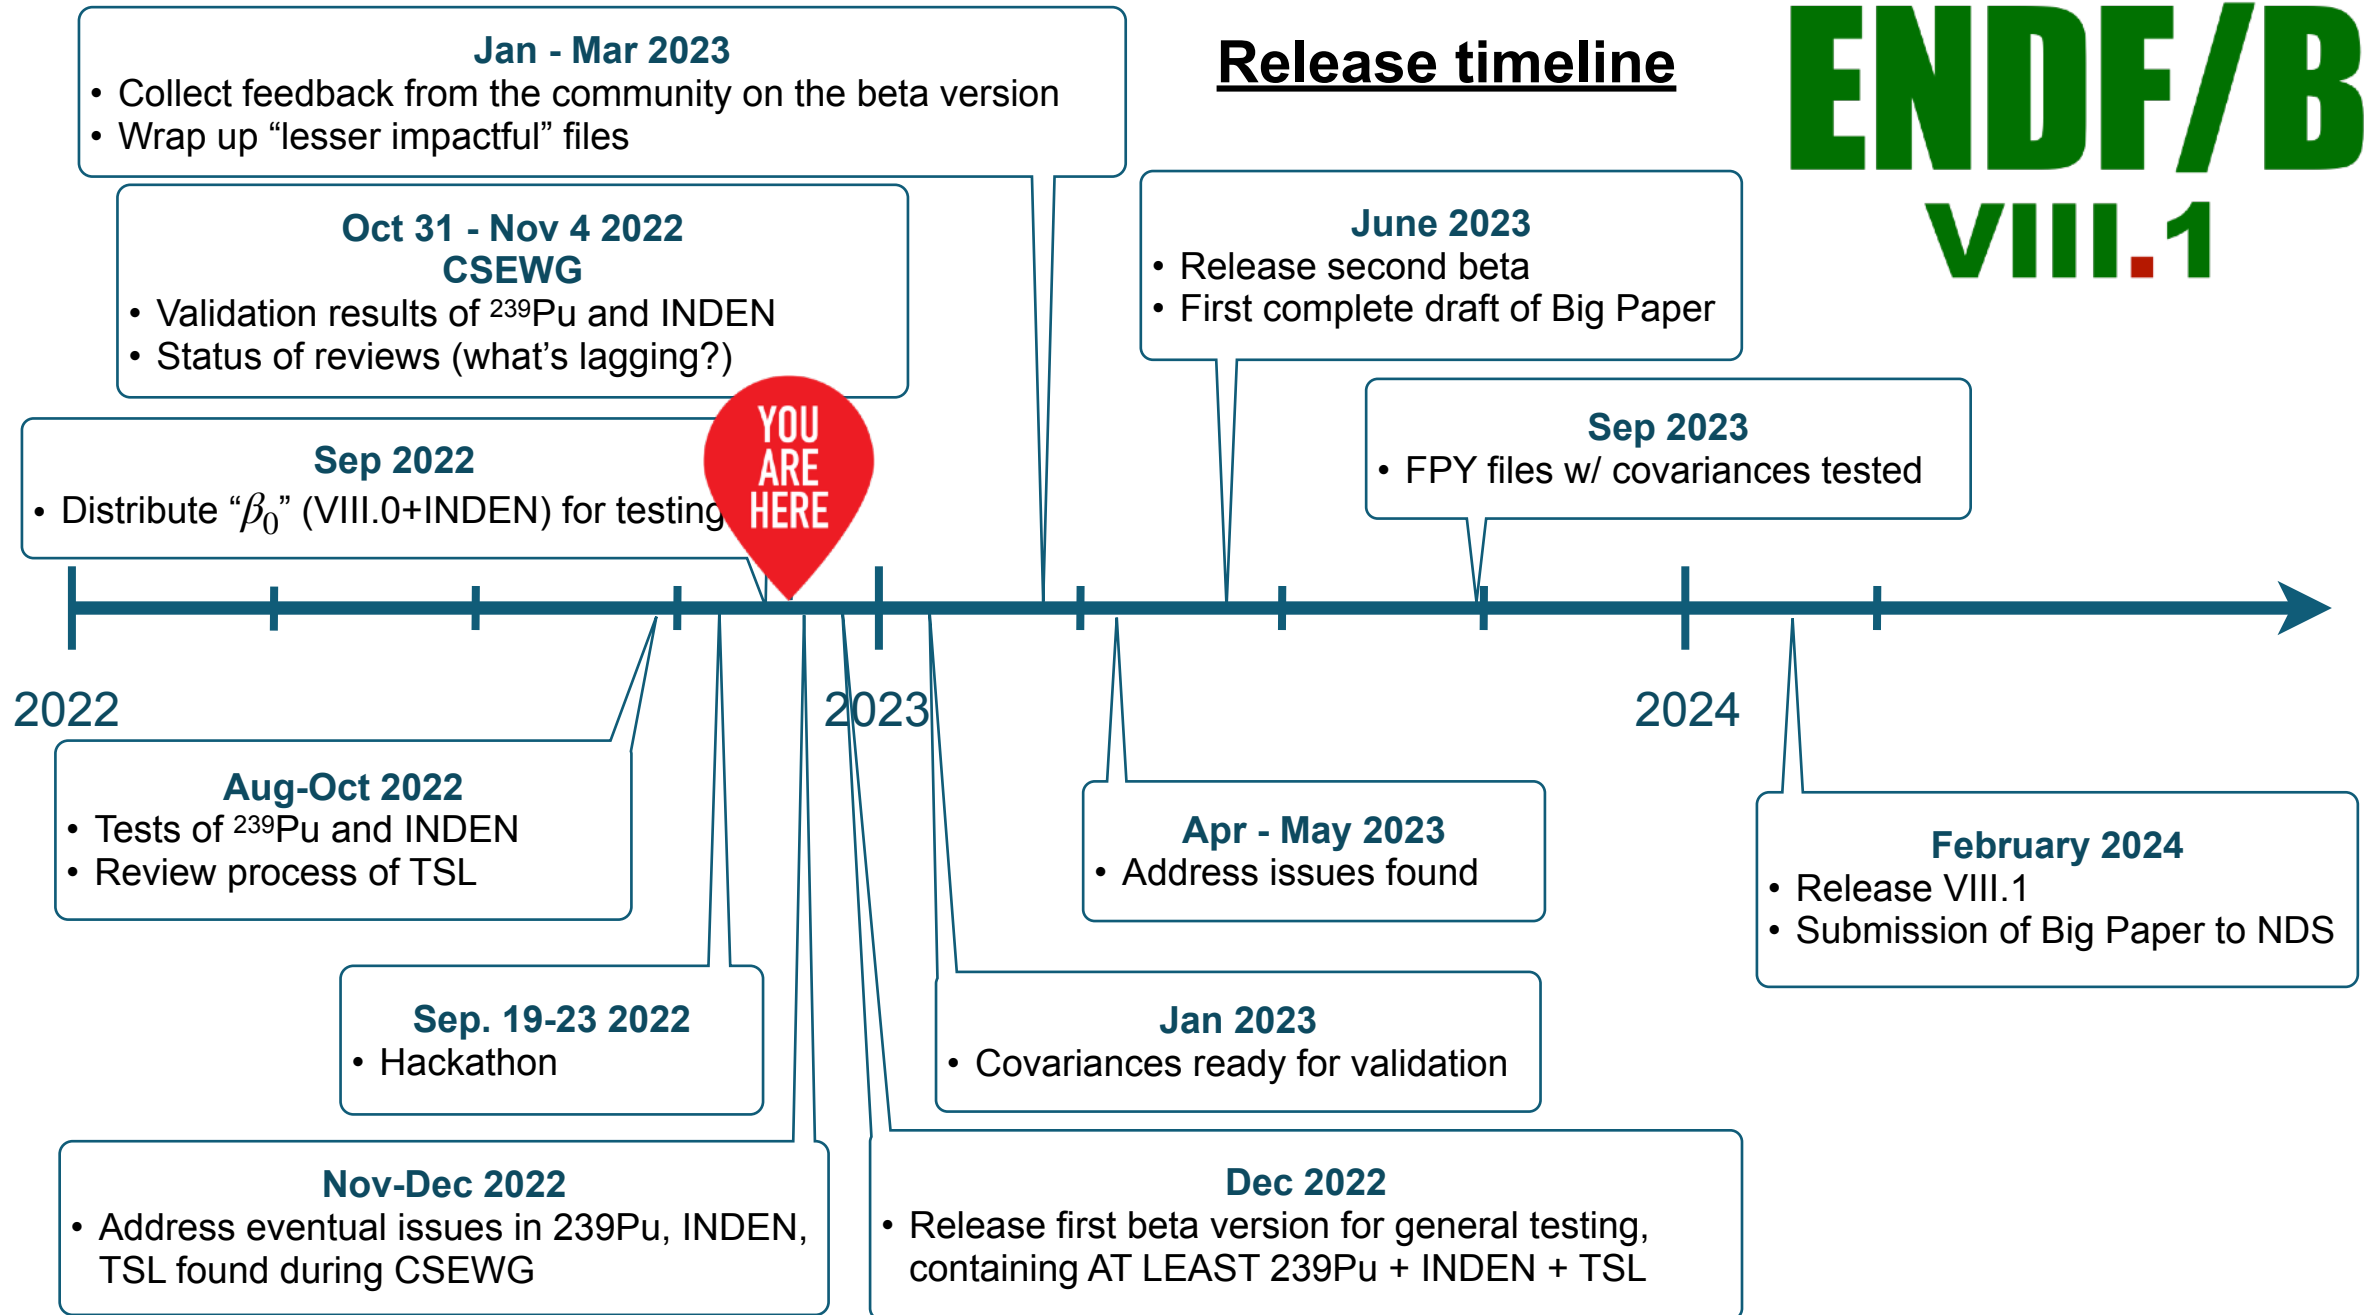 Release timeline
ENDF/B
VIII.1
Jan - Mar 2023
• Collect feedback from the community on the beta version
• Wrap up “lesser impactful” files
Oct 31 - Nov 4 2022
CSEWG
• Validation results of ²³⁹Pu and INDEN
• Status of reviews (what’s lagging?)
June 2023
• Release second beta
• First complete draft of Big Paper
Sep 2022
• Distribute “β₀” (VIII.0+INDEN) for testing
YOU
ARE
HERE
Sep 2023
• FPY files w/ covariances tested
2022
2023
2024
Aug-Oct 2022
• Tests of ²³⁹Pu and INDEN
• Review process of TSL
Apr - May 2023
• Address issues found
February 2024
• Release VIII.1
• Submission of Big Paper to NDS
Sep. 19-23 2022
• Hackathon
Jan 2023
• Covariances ready for validation
Nov-Dec 2022
• Address eventual issues in 239Pu, INDEN,
TSL found during CSEWG
Dec 2022
• Release first beta version for general testing,
containing AT LEAST 239Pu + INDEN + TSL